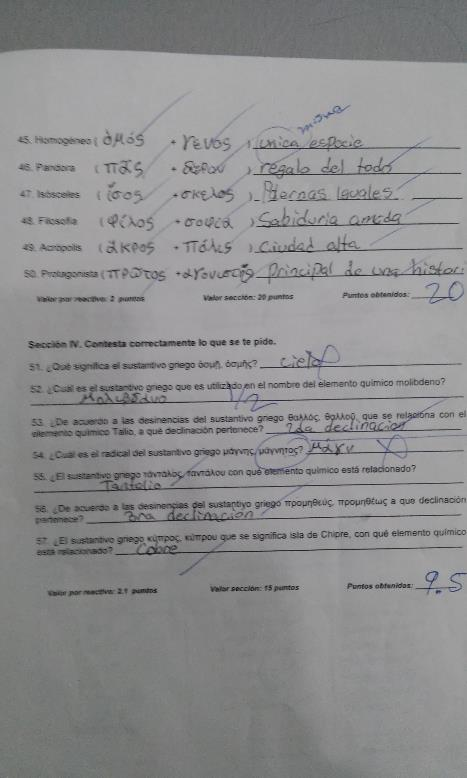 misma
45. Homogéneo ( ὁμός + γενος ) única especie
46. Pandora (πᾶς + δῶρον ) regalo del todo
47. Isósceles (ἴσος +σκελος ) Piernas Iguales
48. Filosofía (φίλος + σοφία ) Sabiduría amada
49. Acrópolis (ἄκρος + πόλις ) Ciudad alta
50. Protagonista (πρῶτος +αγονιστής Principal de una histori
Valor por reactivo: 2 puntos Valor sección: 20 puntos Puntos obtenidos: 20
Sección IV. Contesta correctamente lo que se te pide.
51. ¿Qué significa el sustantivo griego ὀσμή, ὀσμῆς? cielo
52. ¿Cuál es el sustantivo griego que es utilizado en el nombre del elemento químico molibdeno?
1/2
53. ¿De acuerdo a las desinencias del sustantivo griego θαλλός, θαλλοῦ, que se relaciona con el
elemento químico Talio, a qué declinación pertenece? 2da declinación
54. ¿Cuál es el radical del sustantivo griego μάγνης, μάγνητος? μάγν
55. ¿El sustantivo griego τάνταλος, ταντάλου con qué elemento químico está relacionado?
Tantalio
56. ¿De acuerdo a las desinencias del sustantivo griego προμηθεύς, προμηθέως a que declinación
pertenece? 3ra declinación
57. ¿El sustantivo griego κύπρος, κύπρου que se significa isla de Chipre, con qué elemento químico
está relacionado? Cobre
Valor por reactivo: 2.1 puntos Valor sección: 15 puntos Puntos obtenidos: 9.5